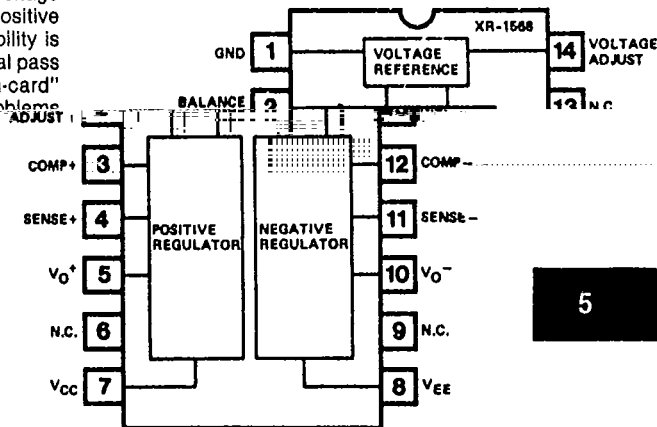 ositive
bility is
al pass
-card"
XR-1568
GND 1
VOLTAGE
REFERENCE
14 VOLTAGE
ADJUST
BALANCE 2
13 N.C.
ADJUST
COMP+ 3
12 COMP-
SENSE+ 4
11 SENSE-
POSITIVE
REGULATOR
NEGATIVE
REGULATOR
VO+ 5
10 VO-
5
N.C. 6
9 N.C.
VCC 7
8 VEE